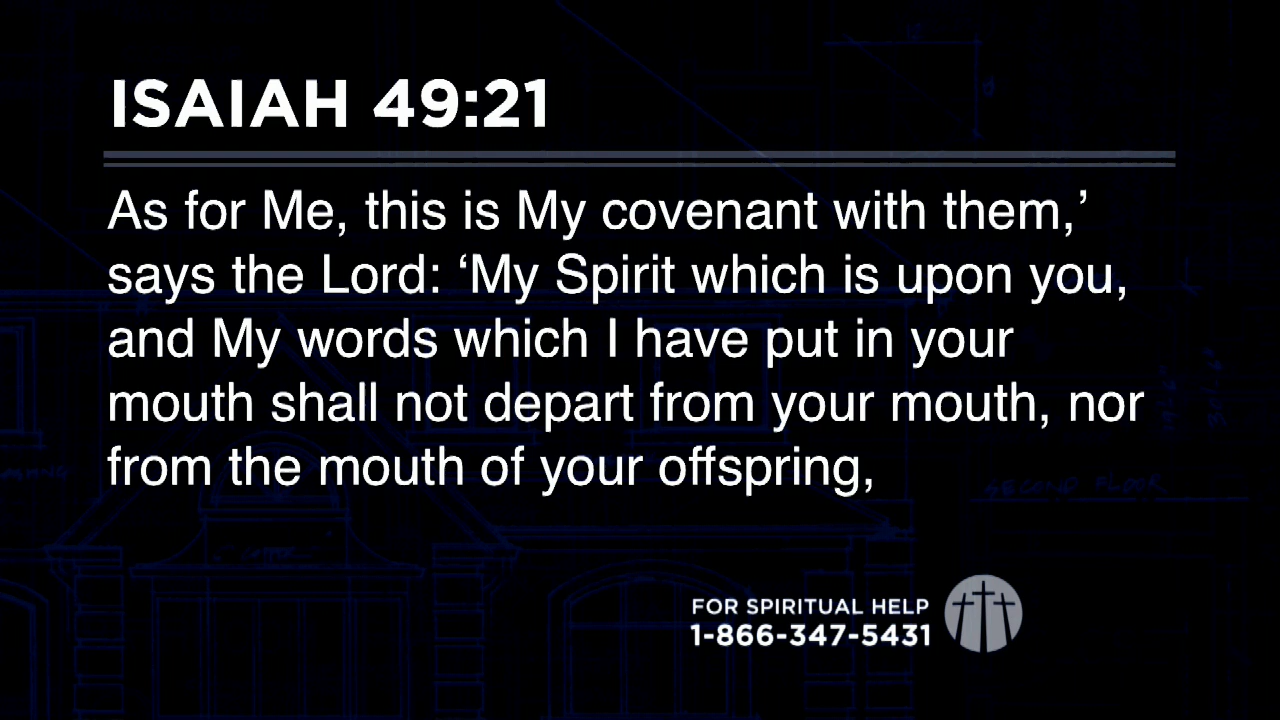 ISAIAH 49:21
As for Me, this is My covenant with them,’
says the Lord: ‘My Spirit which is upon you,
and My words which I have put in your
mouth shall not depart from your mouth, nor
from the mouth of your offspring,
SECOND FLOOR
FOR SPIRITUAL HELP
1-866-347-5431